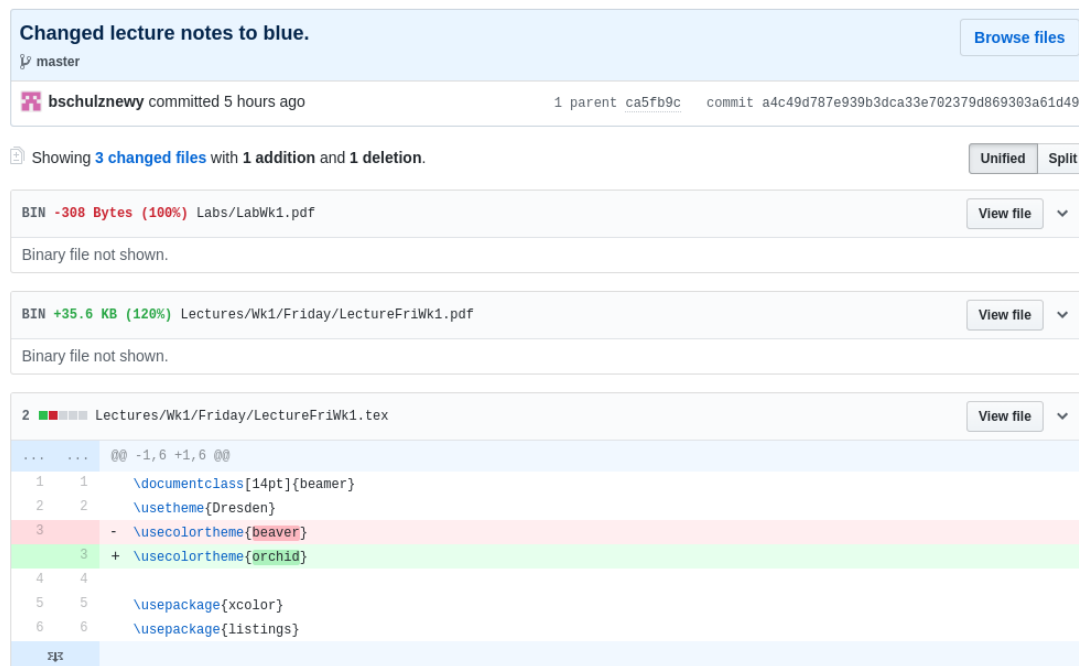 Changed lecture notes to blue.
Browse files
master
bschulznewy committed 5 hours ago 1 parent ca5fb9c commit a4c49d787e939b3dca33e702379d869303a61d49
Showing 3 changed files with 1 addition and 1 deletion. Unified Split
BIN -308 Bytes (100%) Labs/LabWk1.pdf View file
Binary file not shown.
BIN +35.6 KB (120%) Lectures/Wk1/Friday/LectureFriWk1.pdf View file
Binary file not shown.
2 Lectures/Wk1/Friday/LectureFriWk1.tex View file
... ... @@ -1,6 +1,6 @@
1 1 \documentclass[14pt]{beamer}
2 2 \usetheme{Dresden}
3 - \usecolortheme{beaver}
3 + \usecolortheme{orchid}
4 4
5 5 \usepackage{xcolor}
6 6 \usepackage{listings}